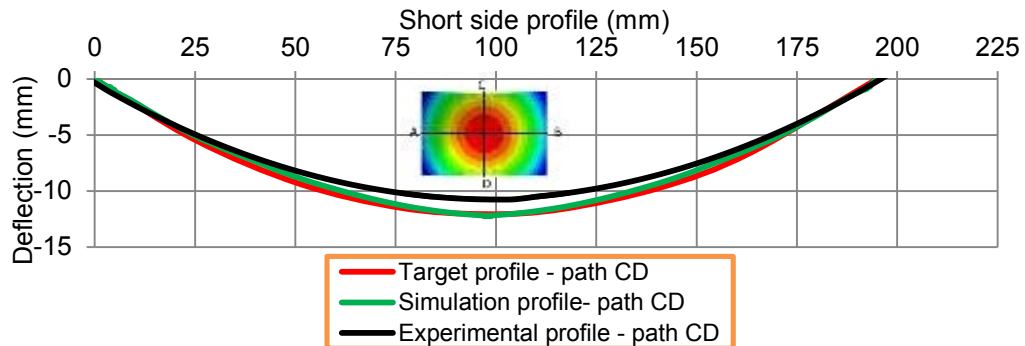 Short side profile (mm)
0 25 50 75 100 125 150 175 200 225
Deflection (mm)
0
-5
-10
-15
C
A B
D
Target profile - path CD
Simulation profile- path CD
Experimental profile - path CD